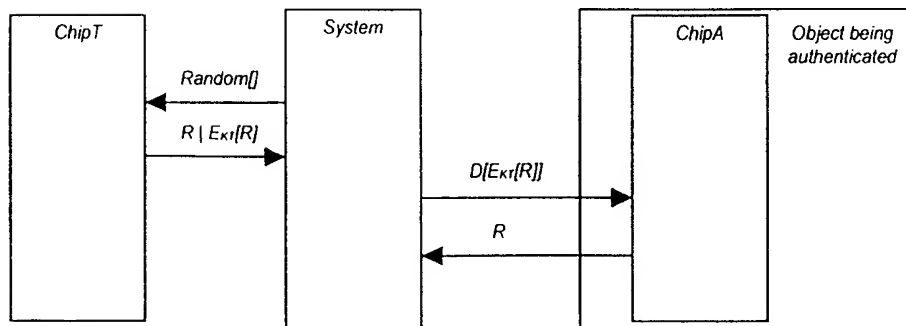 ChipT
System
ChipA
Object being
authenticated
Random[]
R | EKT[R]
D[EKT[R]]
R